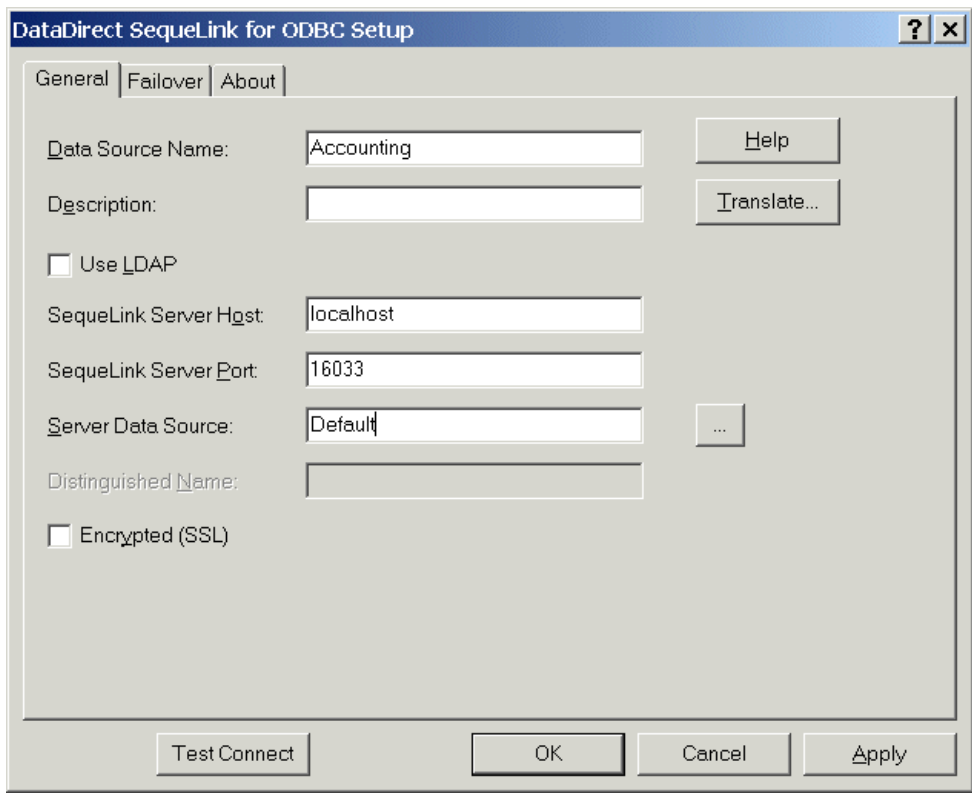 DataDirect SequeLink for ODBC Setup
General Failover About
Data Source Name: Accounting Help
Description: Translate...
Use LDAP
SequeLink Server Host: localhost
SequeLink Server Port: 16033
Server Data Source: Default ...
Distinguished Name:
Encrypted (SSL)
Test Connect OK Cancel Apply